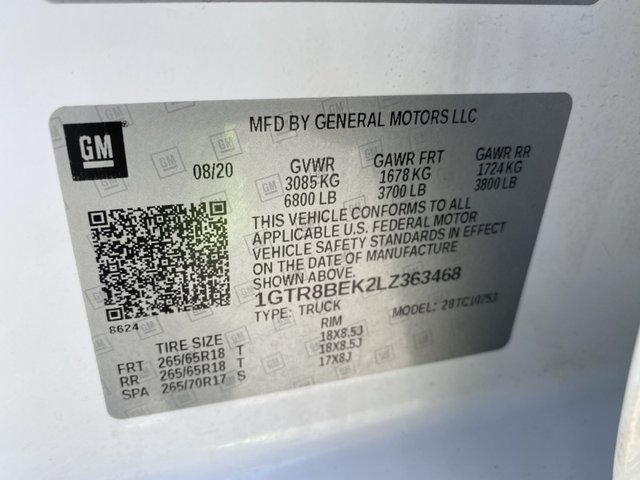 GM
MFD BY GENERAL MOTORS LLC
08/20
GVWR GAWR FRT GAWR RR
3085 KG 1678 KG 1724 KG
6800 LB 3700 LB 3800 LB
THIS VEHICLE CONFORMS TO ALL
APPLICABLE U.S. FEDERAL MOTOR
VEHICLE SAFETY STANDARDS IN EFFECT
ON THE DATE OF MANUFACTURE
1GTR8BEK2LZ363468
TYPE: TRUCK MODEL: 28TC10753
8624
TIRE SIZE RIM
FRT 265/65R18 T 18X8.5J
RR 265/65R18 T 18X8.5J
SPA 265/70R17 S 17X8J